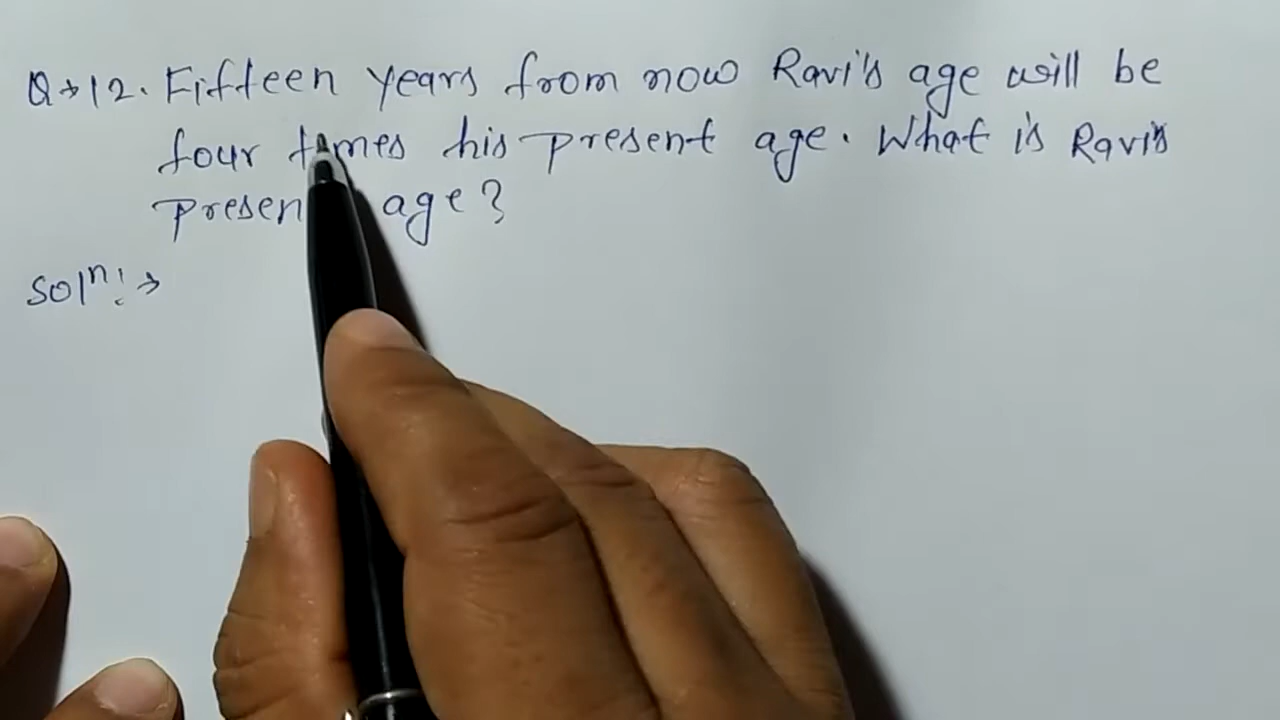 Q→12. Fifteen years from now Ravi's age will be
four times his present age. What is Ravi's
present age?
Solⁿ:→